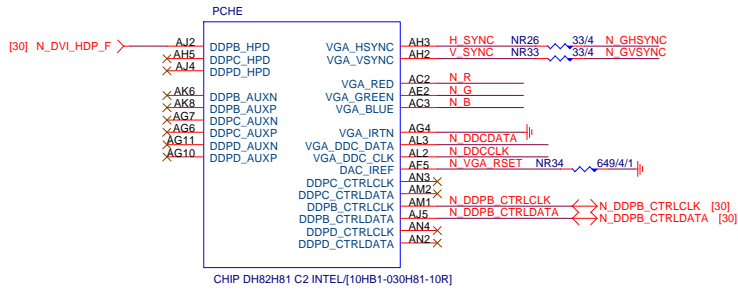 PCHE
[30] N_DVI_HDP_F AJ2 DDPB_HPD VGA_HSYNC AH3 H_SYNC NR26 33/4 N_GHSYNC
AH5 DDPC_HPD VGA_VSYNC AH2 V_SYNC NR33 33/4 N_GVSYNC
AJ4 DDPD_HPD
VGA_RED AC2 N_R
AK6 DDPB_AUXN VGA_GREEN AE2 N_G
AK8 DDPB_AUXP VGA_BLUE AC3 N_B
AG7 DDPC_AUXN
AG6 DDPC_AUXP VGA_IRTN AG4
AG11 DDPD_AUXN VGA_DDC_DATA AL3 N_DDCDATA
AG10 DDPD_AUXP VGA_DDC_CLK AL2 N_DDCCLK
DAC_IREF AF5 N_VGA_RSET NR34 649/4/1
DDPC_CTRLCLK AN3
DDPC_CTRLDATA AM2
DDPB_CTRLCLK AM1 N_DDPB_CTRLCLK N_DDPB_CTRLCLK [30]
DDPB_CTRLDATA AJ5 N_DDPB_CTRLDATA N_DDPB_CTRLDATA [30]
DDPD_CTRLCLK AN4
DDPD_CTRLDATA AN2
CHIP DH82H81 C2 INTEL/[10HB1-030H81-10R]